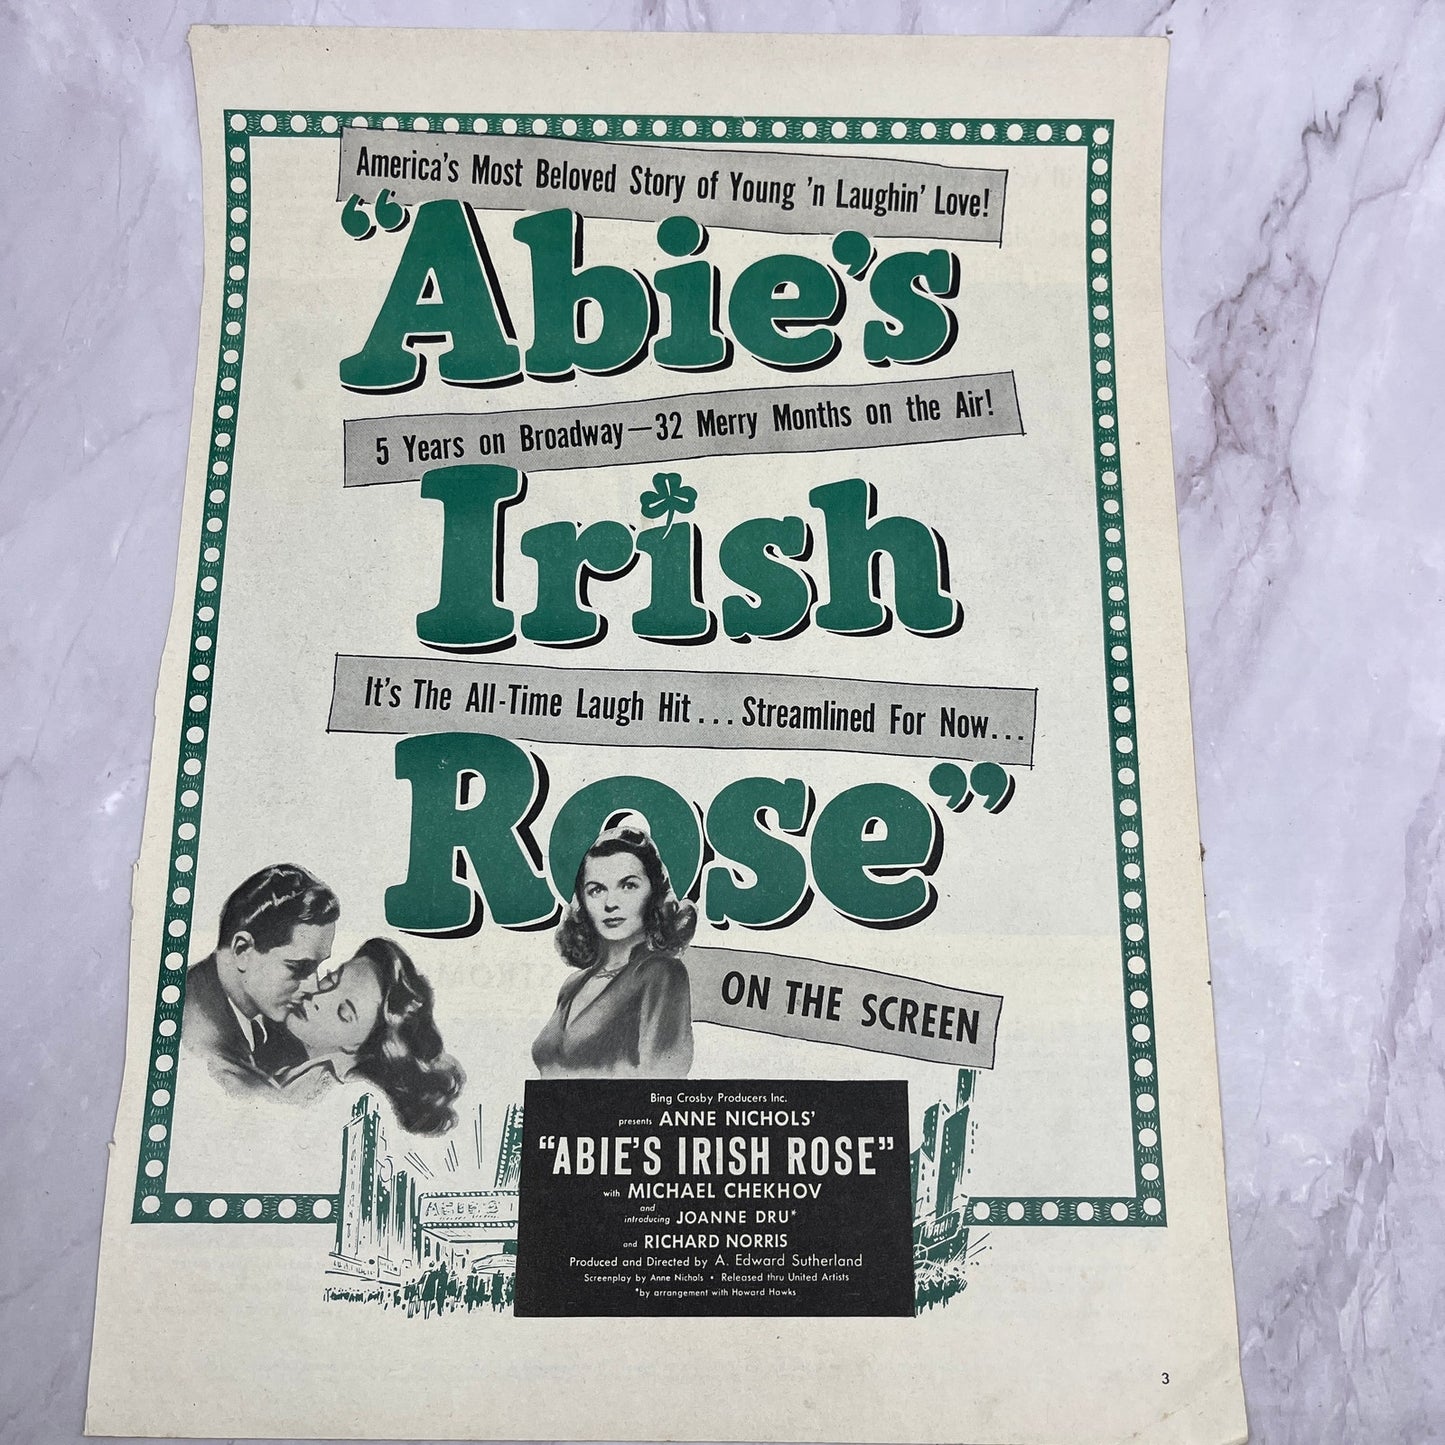 America's Most Beloved Story of Young 'n Laughin' Love!
"Abie's
5 Years on Broadway—32 Merry Months on the Air!
Irish
It's The All-Time Laugh Hit... Streamlined For Now...
Rose"
ON THE SCREEN
Bing Crosby Producers Inc.
presents ANNE NICHOLS'
"ABIE'S IRISH ROSE"
with MICHAEL CHEKHOV
and
introducing JOANNE DRU*
and RICHARD NORRIS
Produced and Directed by A. Edward Sutherland
Screenplay by Anne Nichols • Released thru United Artists
*by arrangement with Howard Hawks
ABIE'S I
3